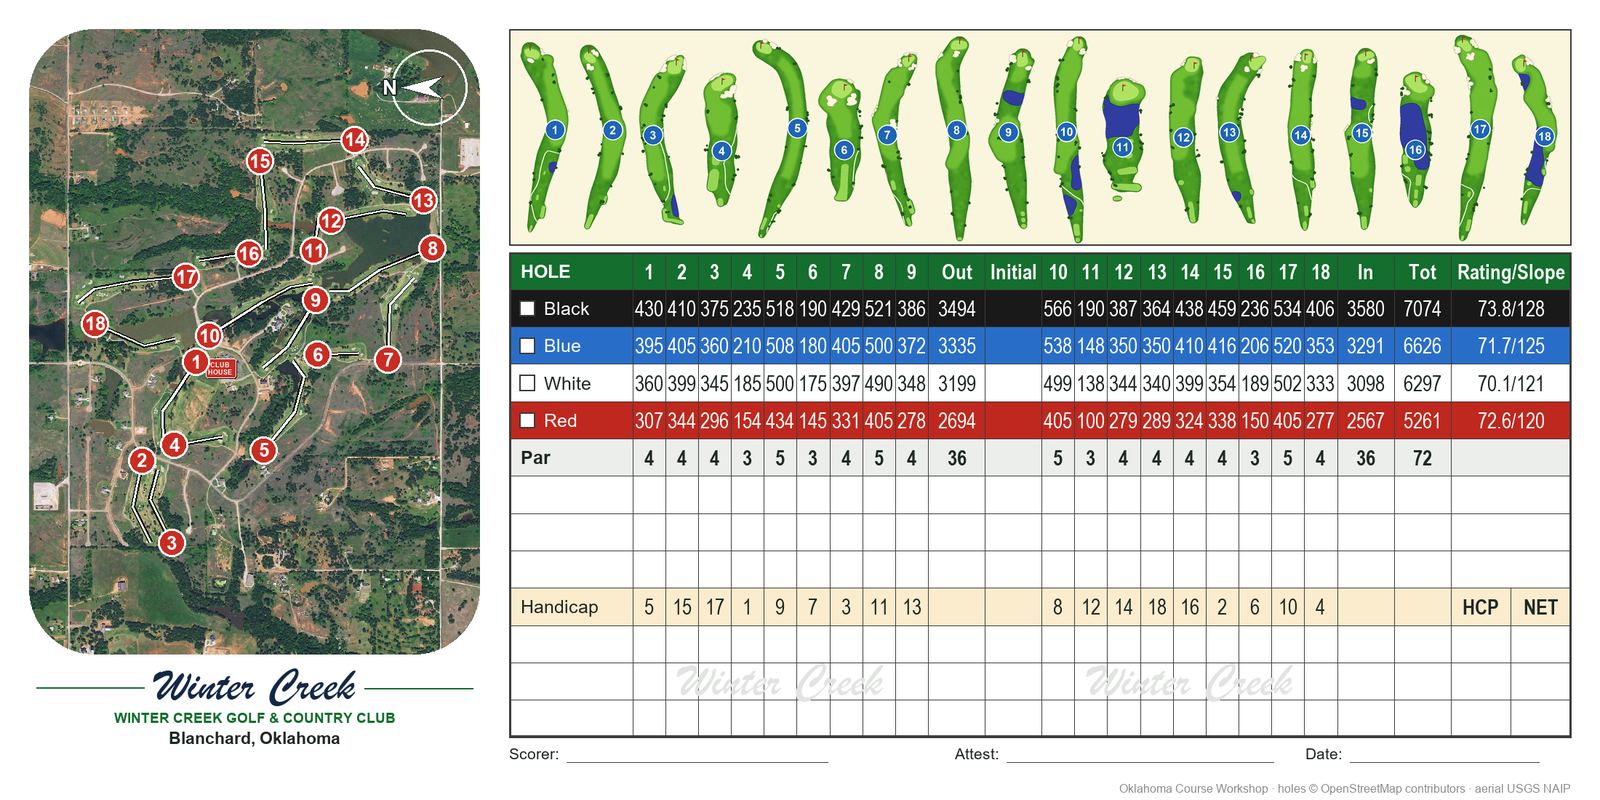 N
14
15
13
12
11
8
16
17
9
18
10
1
CLUB
HOUSE
6
7
4
5
2
3
Winter Creek
WINTER CREEK GOLF & COUNTRY CLUB
Blanchard, Oklahoma
1 2 3 4 5 6 7 8 9 10 11 12 13 14 15 16 17 18
HOLE 1 2 3 4 5 6 7 8 9 Out Initial 10 11 12 13 14 15 16 17 18 In Tot Rating/Slope
Black 430 410 375 235 518 190 429 521 386 3494 566 190 387 364 438 459 236 534 406 3580 7074 73.8/128
Blue 395 405 360 210 508 180 405 500 372 3335 538 148 350 350 410 416 206 520 353 3291 6626 71.7/125
White 360 399 345 185 500 175 397 490 348 3199 499 138 344 340 399 354 189 502 333 3098 6297 70.1/121
Red 307 344 296 154 434 145 331 405 278 2694 405 100 279 289 324 338 150 405 277 2567 5261 72.6/120
Par 4 4 4 3 5 3 4 5 4 36 5 3 4 4 4 4 3 5 4 36 72
Handicap 5 15 17 1 9 7 3 11 13 8 12 14 18 16 2 6 10 4 HCP NET
Winter Creek Winter Creek
Scorer: Attest: Date:
Oklahoma Course Workshop · holes © OpenStreetMap contributors · aerial USGS NAIP